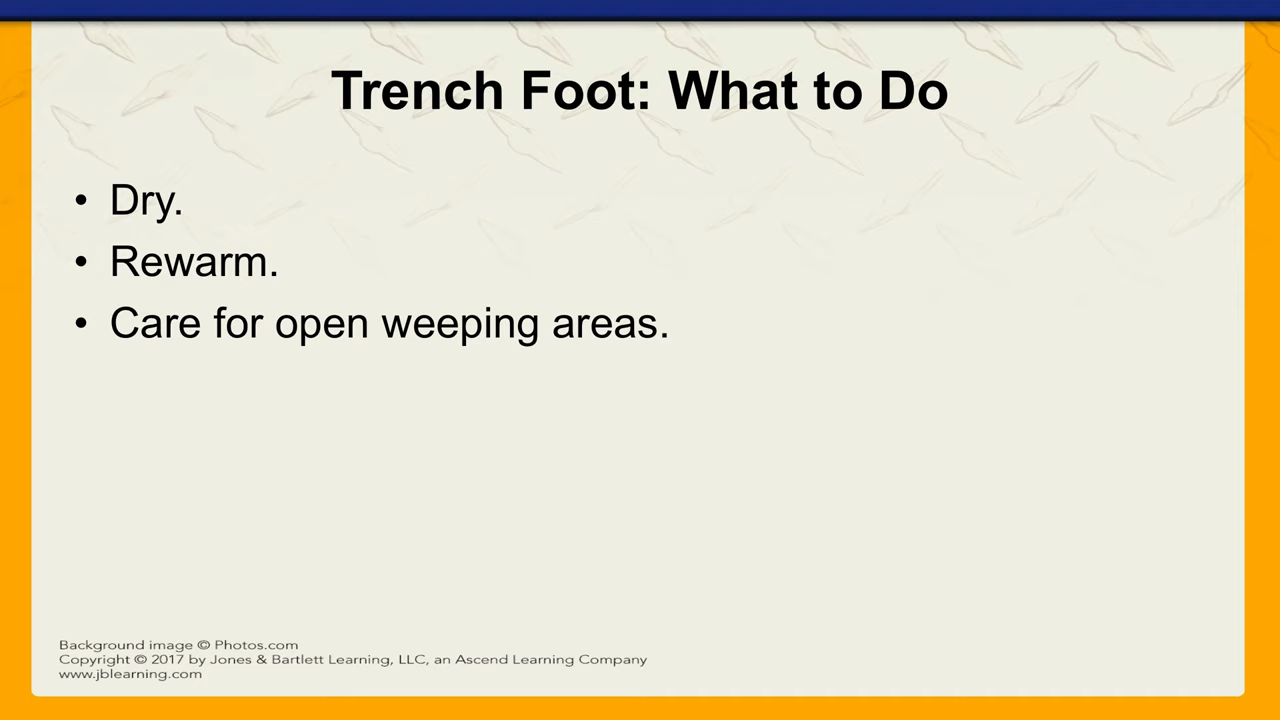 Trench Foot: What to Do
• Dry.
• Rewarm.
• Care for open weeping areas.
Background image © Photos.com
Copyright © 2017 by Jones & Bartlett Learning, LLC, an Ascend Learning Company
www.jblearning.com